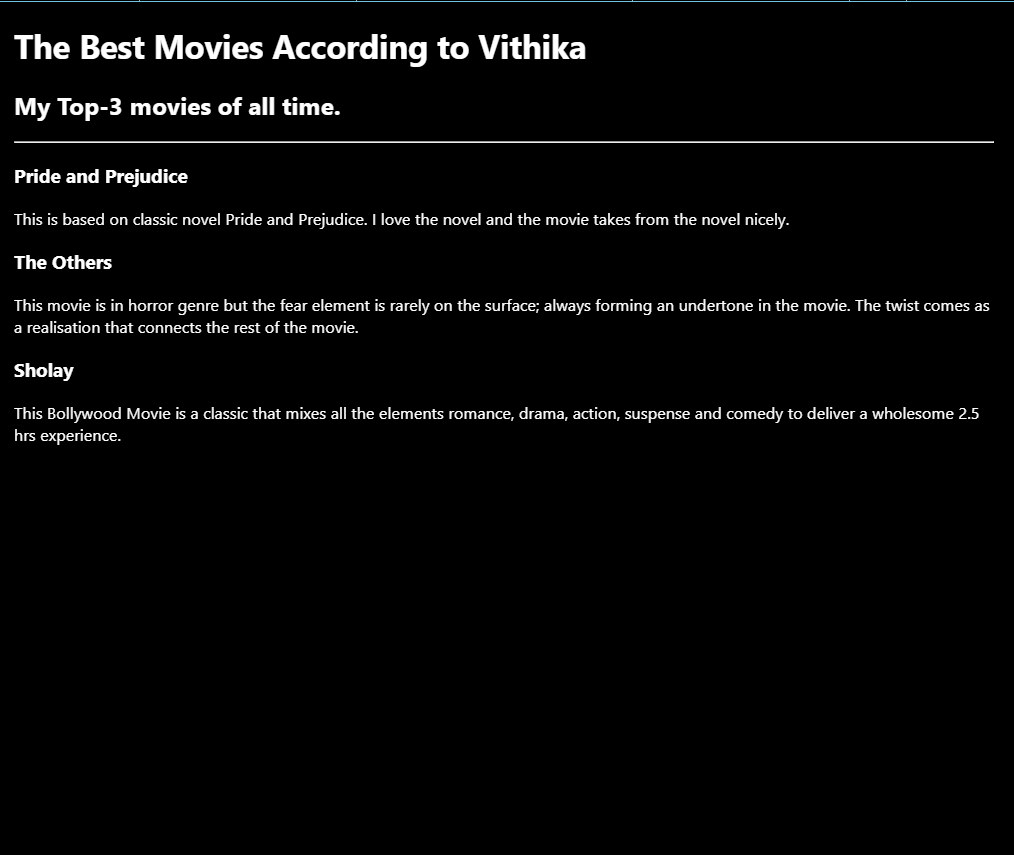 The Best Movies According to Vithika
My Top-3 movies of all time.
Pride and Prejudice
This is based on classic novel Pride and Prejudice. I love the novel and the movie takes from the novel nicely.
The Others
This movie is in horror genre but the fear element is rarely on the surface; always forming an undertone in the movie. The twist comes as
a realisation that connects the rest of the movie.
Sholay
This Bollywood Movie is a classic that mixes all the elements romance, drama, action, suspense and comedy to deliver a wholesome 2.5
hrs experience.